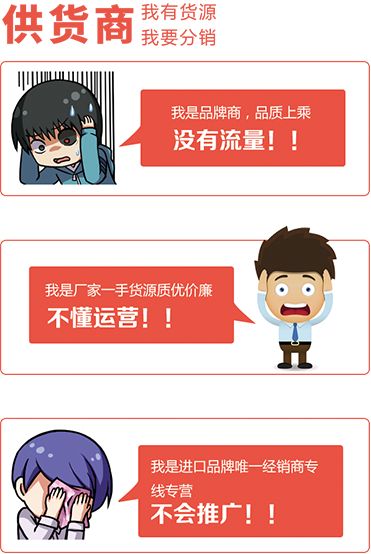 供货商
我有货源
我要分销
我是品牌商，品质上乘
没有流量！！
我是厂家一手货源质优价廉
不懂运营！！
我是进口品牌唯一经销商专
线专营
不会推广！！